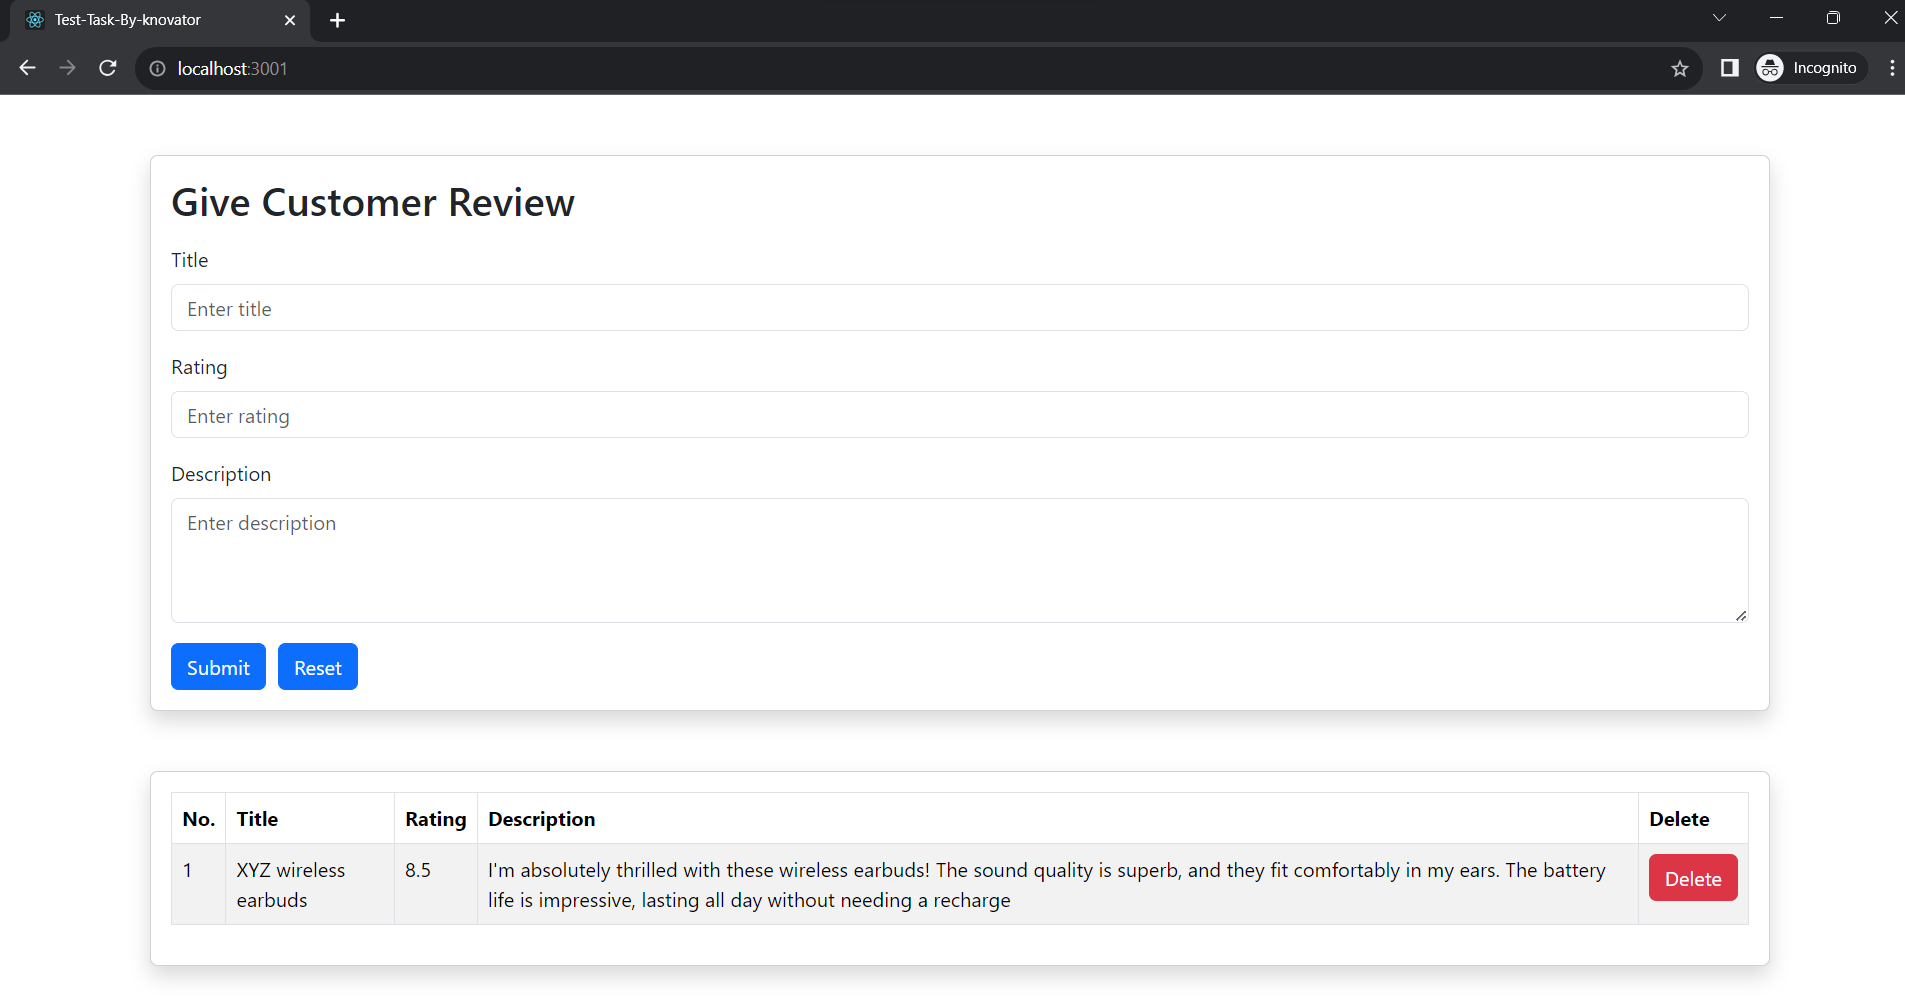 Test-Task-By-knovator
localhost:3001
Incognito
Give Customer Review
Title
Enter title
Rating
Enter rating
Description
Enter description
Submit Reset
No. Title Rating Description Delete
1 XYZ wireless 8.5 I'm absolutely thrilled with these wireless earbuds! The sound quality is superb, and they fit comfortably in my ears. The battery Delete
earbuds life is impressive, lasting all day without needing a recharge